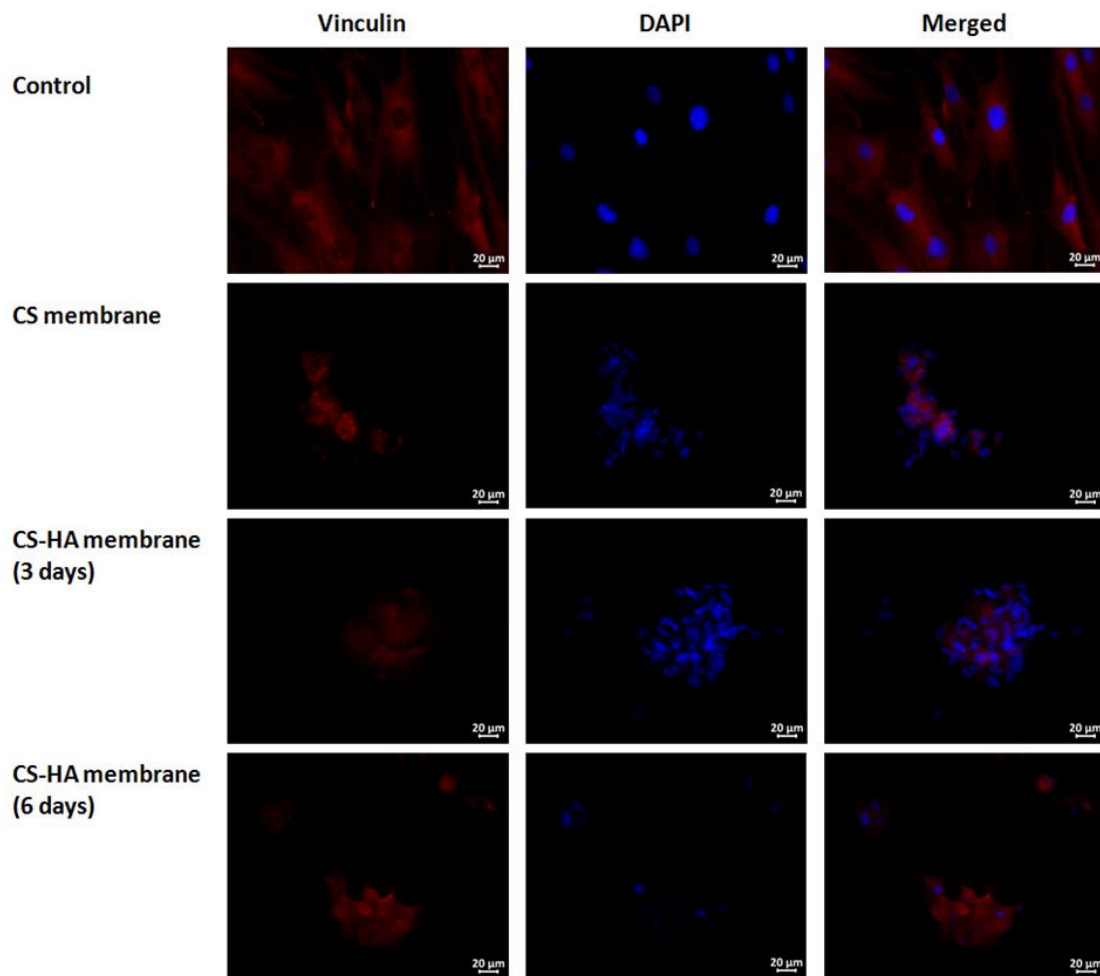 Vinculin DAPI Merged
Control
20 µm 20 µm 20 µm
CS membrane
20 µm 20 µm 20 µm
CS-HA membrane
(3 days)
20 µm 20 µm 20 µm
CS-HA membrane
(6 days)
20 µm 20 µm 20 µm